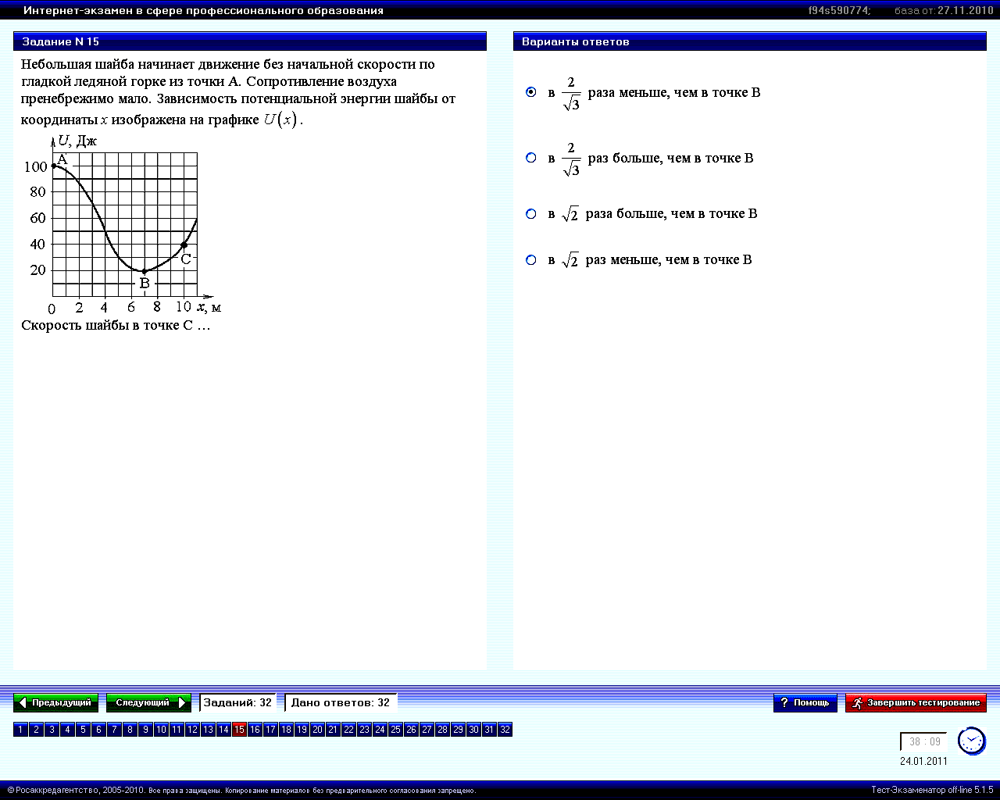 Интернет-экзамен в сфере профессионального образования
f94s590774; база от: 27.11.2010
Задание N 15
Небольшая шайба начинает движение без начальной скорости по
гладкой ледяной горке из точки А. Сопротивление воздуха
пренебрежимо мало. Зависимость потенциальной энергии шайбы от
координаты x изображена на графике U(x).
U, Дж
A
100
80
60
40
20
C
B
0 2 4 6 8 10 x, м
Скорость шайбы в точке С …
Варианты ответов
в 2/√3 раза меньше, чем в точке В
в 2/√3 раз больше, чем в точке В
в √2 раза больше, чем в точке В
в √2 раз меньше, чем в точке В
Предыдущий Следующий Заданий: 32 Дано ответов: 32 ? Помощь Завершить тестирование
1 2 3 4 5 6 7 8 9 10 11 12 13 14 15 16 17 18 19 20 21 22 23 24 25 26 27 28 29 30 31 32
38 : 09
24.01.2011
© Росаккредагентство, 2005-2010. Все права защищены. Копирование материалов без предварительного согласования запрещено.
Тест-Экзаменатор off-line 5.1.5